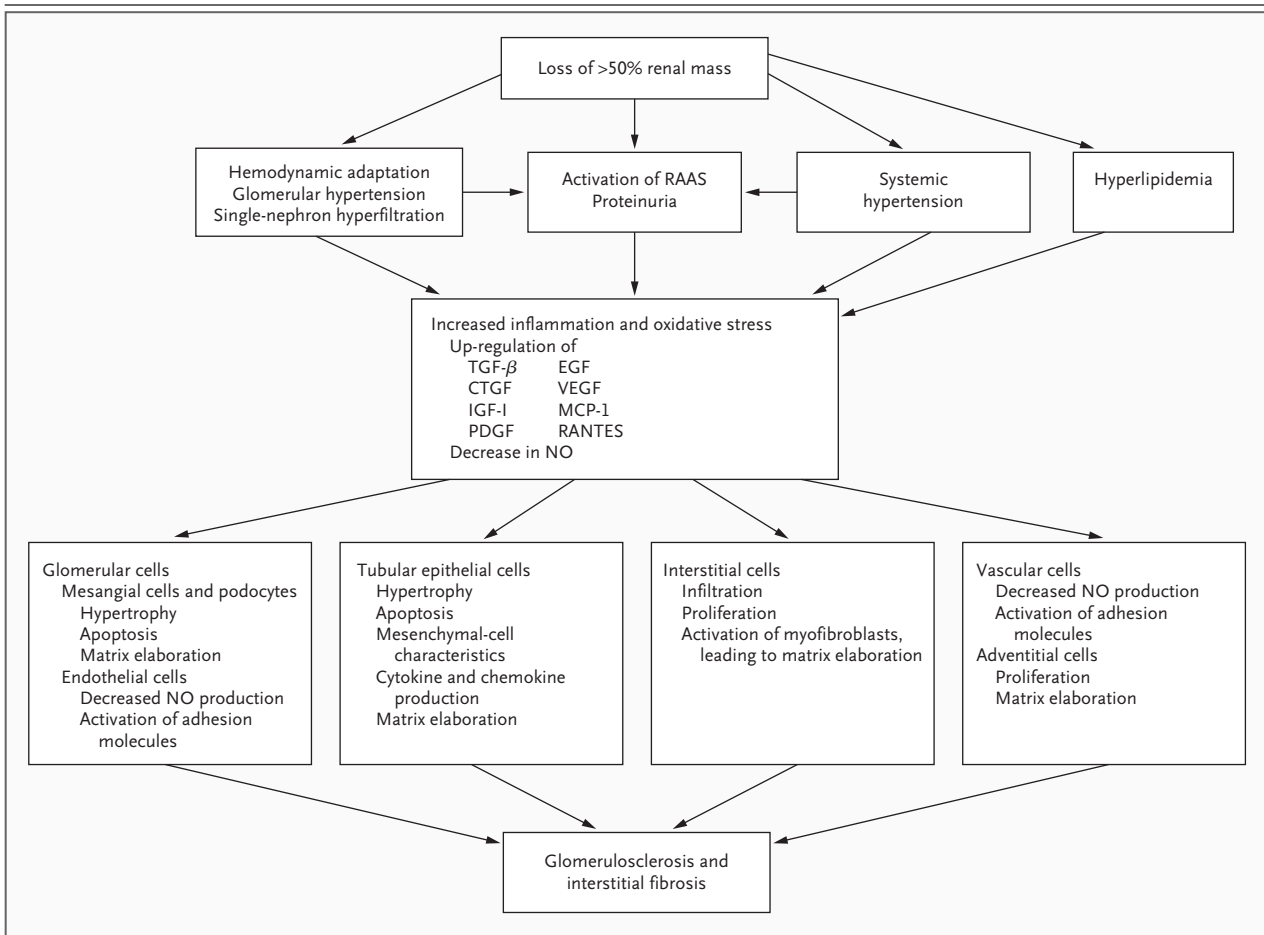 Loss of >50% renal mass
Hemodynamic adaptation
Glomerular hypertension
Single-nephron hyperfiltration
Activation of RAAS
Proteinuria
Systemic
hypertension
Hyperlipidemia
Increased inflammation and oxidative stress
Up-regulation of
TGF-β EGF
CTGF VEGF
IGF-I MCP-1
PDGF RANTES
Decrease in NO
Glomerular cells
Mesangial cells and podocytes
Hypertrophy
Apoptosis
Matrix elaboration
Endothelial cells
Decreased NO production
Activation of adhesion
molecules
Tubular epithelial cells
Hypertrophy
Apoptosis
Mesenchymal-cell
characteristics
Cytokine and chemokine
production
Matrix elaboration
Interstitial cells
Infiltration
Proliferation
Activation of myofibroblasts,
leading to matrix elaboration
Vascular cells
Decreased NO production
Activation of adhesion
molecules
Adventitial cells
Proliferation
Matrix elaboration
Glomerulosclerosis and
interstitial fibrosis